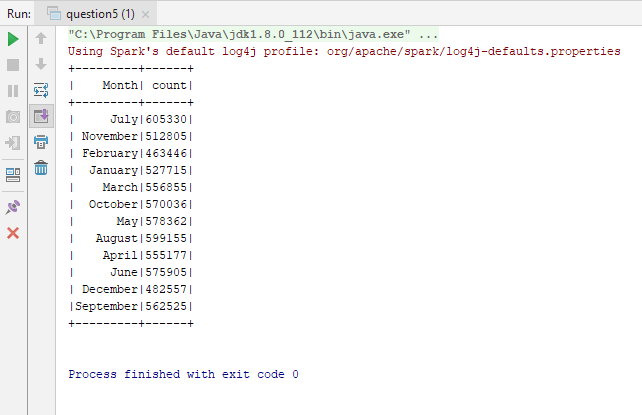 Run: question5 (1)
"C:\Program Files\Java\jdk1.8.0_112\bin\java.exe" ...
Using Spark's default log4j profile: org/apache/spark/log4j-defaults.properties
+---------+------+
|    Month| count|
+---------+------+
|     July|605330|
| November|512805|
| February|463446|
|  January|527715|
|    March|556855|
|  October|570036|
|      May|578362|
|   August|599155|
|    April|555177|
|     June|575905|
| December|482557|
|September|562525|
+---------+------+
Process finished with exit code 0